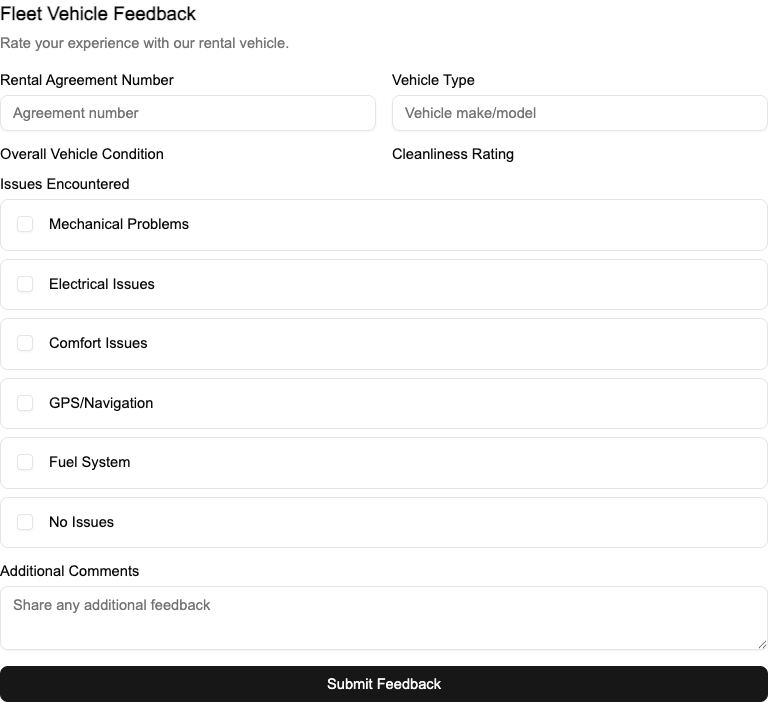 Fleet Vehicle Feedback
Rate your experience with our rental vehicle.
Rental Agreement Number
Agreement number
Vehicle Type
Vehicle make/model
Overall Vehicle Condition
Cleanliness Rating
Issues Encountered
Mechanical Problems
Electrical Issues
Comfort Issues
GPS/Navigation
Fuel System
No Issues
Additional Comments
Share any additional feedback
Submit Feedback